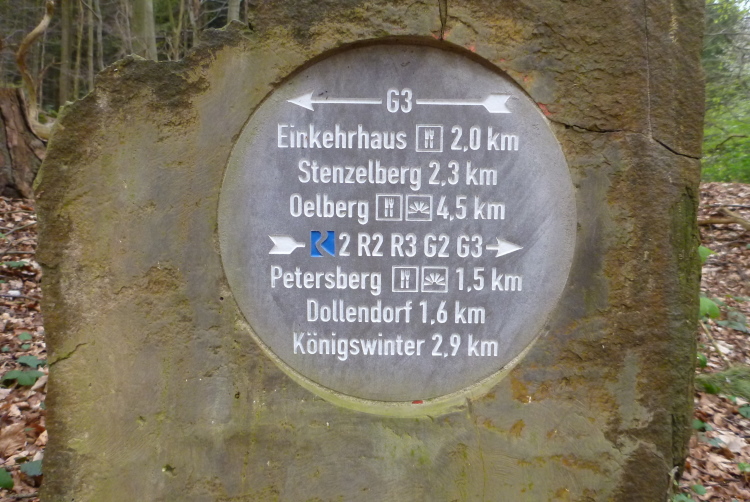 G3
Einkehrhaus 2,0 km
Stenzelberg 2,3 km
Oelberg 4,5 km
2 R2 R3 G2 G3
Petersberg 1,5 km
Dollendorf 1,6 km
Königswinter 2,9 km